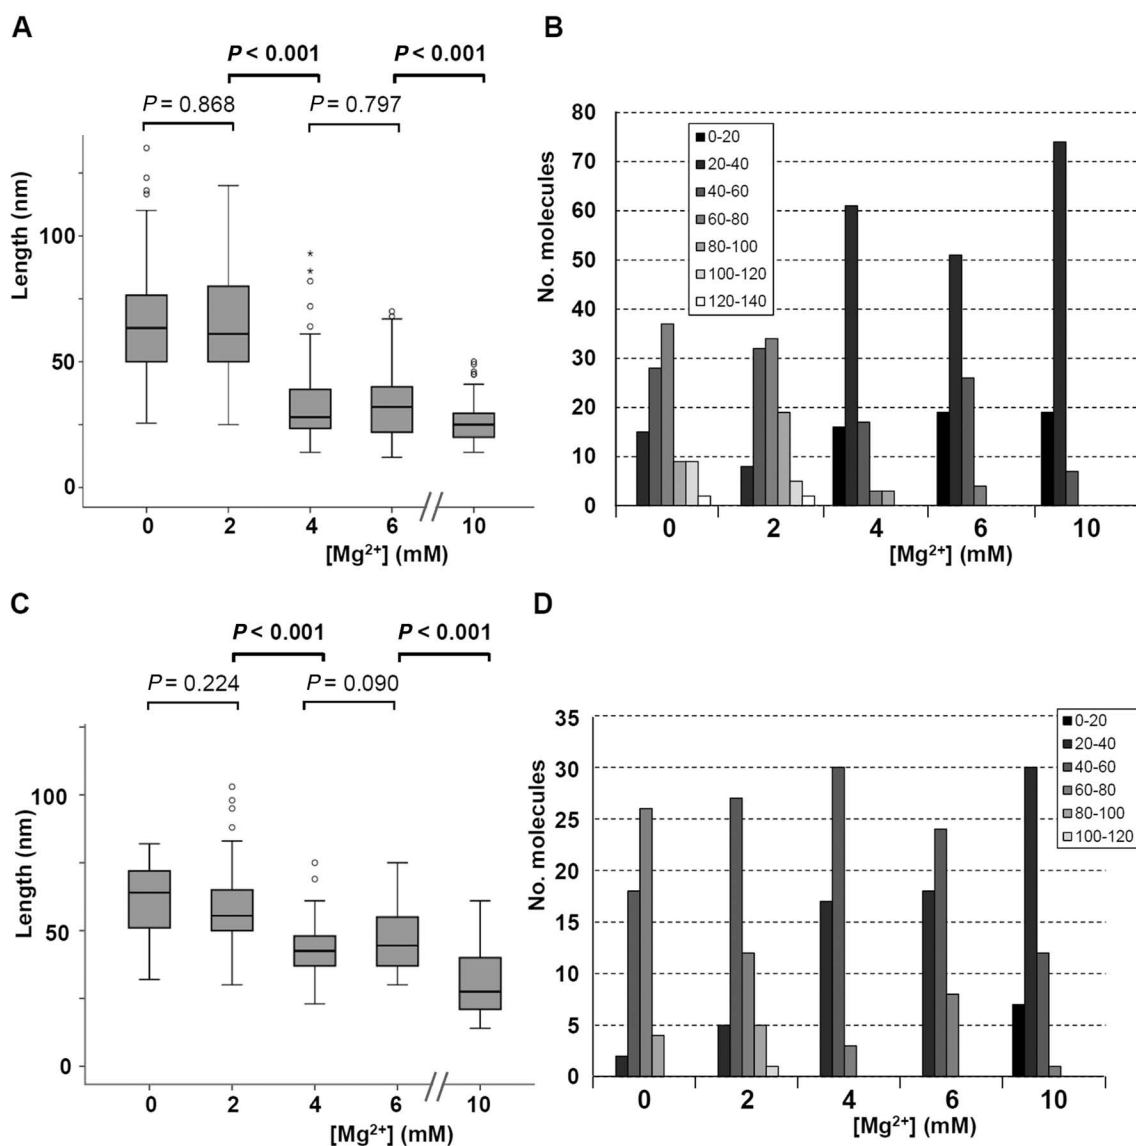 A
P < 0.001 P < 0.001
P = 0.868 P = 0.797
Length (nm)
100
50
0
0 2 4 6 10
[Mg²⁺] (mM)
B
No. molecules
80
70
60
50
40
30
20
10
0
0-20
20-40
40-60
60-80
80-100
100-120
120-140
0 2 4 6 10
[Mg²⁺] (mM)
C
P < 0.001 P < 0.001
P = 0.224 P = 0.090
Length (nm)
100
50
0
0 2 4 6 10
[Mg²⁺] (mM)
D
No. molecules
35
30
25
20
15
10
5
0
0-20
20-40
40-60
60-80
80-100
100-120
0 2 4 6 10
[Mg²⁺] (mM)